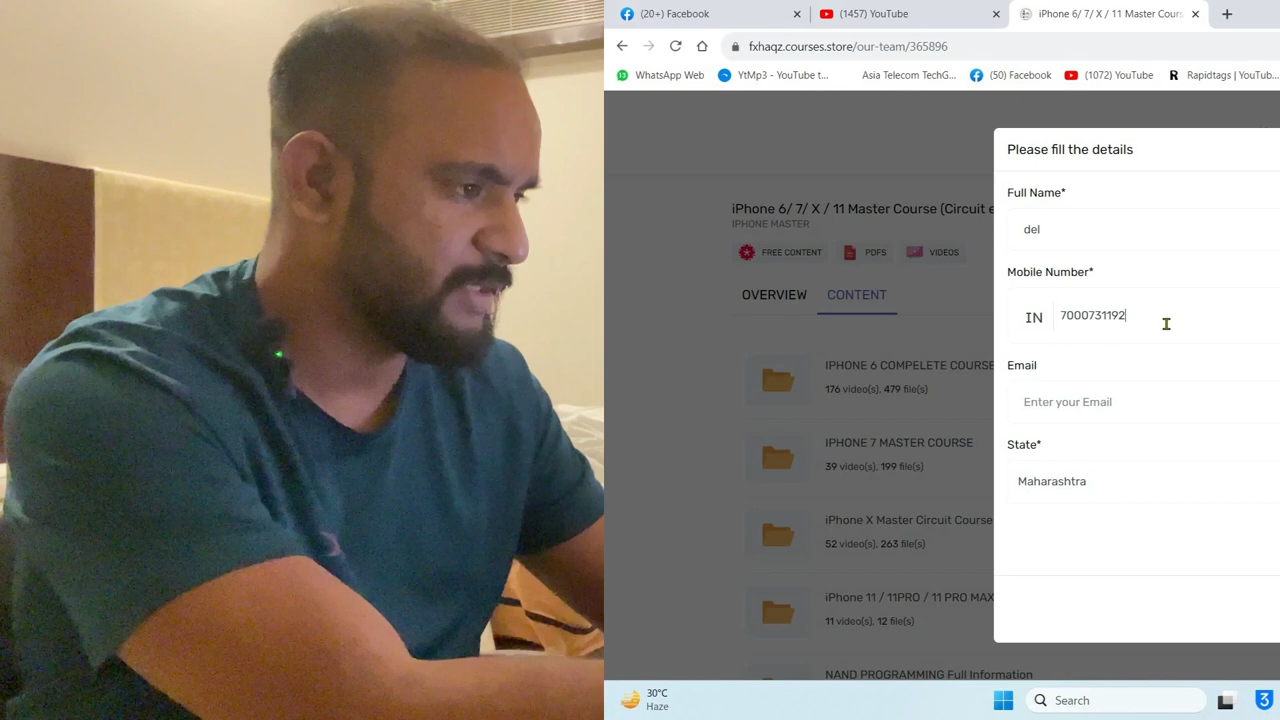 (20+) Facebook
(1457) YouTube
iPhone 6/ 7/ X / 11 Master Cours
fxhaqz.courses.store/our-team/365896
WhatsApp Web
YtMp3 - YouTube t...
Asia Telecom TechG...
(50) Facebook
(1072) YouTube
R Rapidtags | YouTub...
Please fill the details
iPhone 6/ 7/ X / 11 Master Course (Circuit e
IPHONE MASTER
FREE CONTENT
PDFS
VIDEOS
OVERVIEW
CONTENT
IPHONE 6 COMPELETE COURSE
176 video(s), 479 file(s)
IPHONE 7 MASTER COURSE
39 video(s), 199 file(s)
iPhone X Master Circuit Course
52 video(s), 263 file(s)
iPhone 11 / 11PRO / 11 PRO MAX
11 video(s), 12 file(s)
NAND PROGRAMMING Full Information
Full Name*
del
Mobile Number*
IN 7000731192
Email
Enter your Email
State*
Maharashtra
30°C
Haze
Search
3